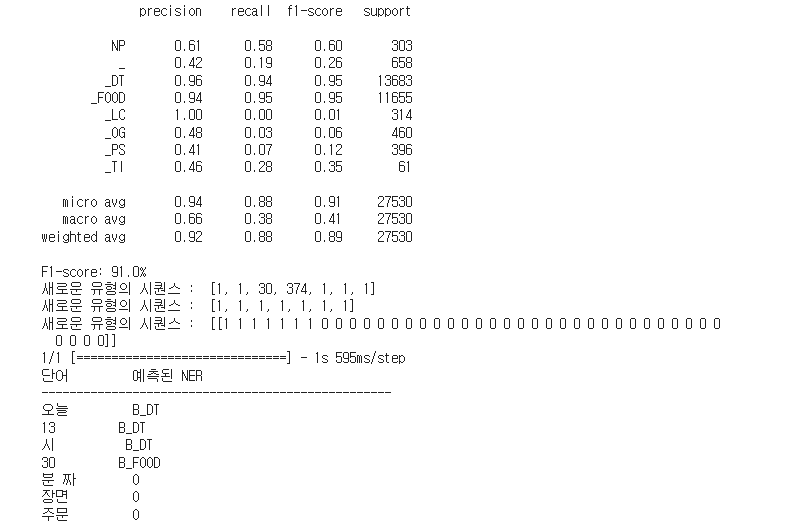 precision recall f1-score support
NP 0.61 0.58 0.60 303
_ 0.42 0.19 0.26 658
_DT 0.96 0.94 0.95 13683
_FOOD 0.94 0.95 0.95 11655
_LC 1.00 0.00 0.01 314
_OG 0.48 0.03 0.06 460
_PS 0.41 0.07 0.12 396
_TI 0.46 0.28 0.35 61
micro avg 0.94 0.88 0.91 27530
macro avg 0.66 0.38 0.41 27530
weighted avg 0.92 0.88 0.89 27530
F1-score: 91.0%
새로운 유형의 시퀀스 : [1, 1, 30, 374, 1, 1, 1]
새로운 유형의 시퀀스 : [1, 1, 1, 1, 1, 1, 1]
새로운 유형의 시퀀스 : [[1 1 1 1 1 1 1 0 0 0 0 0 0 0 0 0 0 0 0 0 0 0 0 0 0 0 0 0 0 0 0 0 0 0 0 0
0 0 0 0]]
1/1 [==============================] - 1s 595ms/step
단어 예측된 NER
--------------------------------------------------
오늘 B_DT
13 B_DT
시 B_DT
30 B_FOOD
분 짜 O
장면 O
주문 O